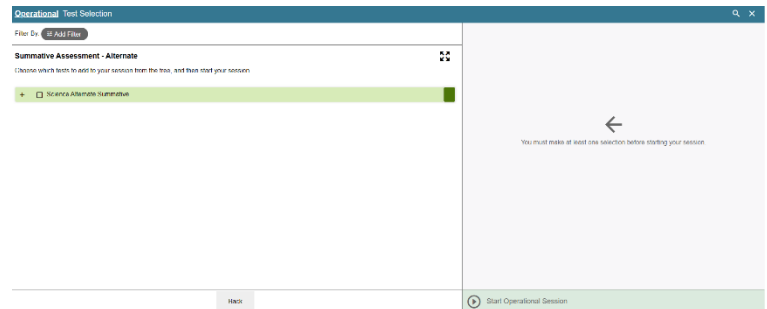 Operational Test Selection
Filter By: Add Filter
Summative Assessment - Alternate
Choose which tests to add to your session from the tree, and then start your session.
+ Science Alternate Summative
You must make at least one selection before starting your session.
Back
Start Operational Session